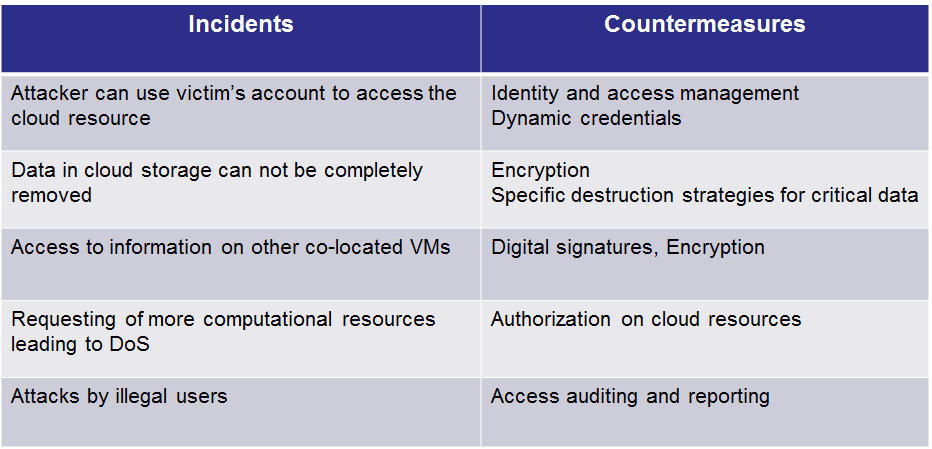 Incidents
Countermeasures
Attacker can use victim's account to access the
cloud resource
Identity and access management
Dynamic credentials
Data in cloud storage can not be completely
removed
Encryption
Specific destruction strategies for critical data
Access to information on other co-located VMs
Digital signatures, Encryption
Requesting of more computational resources
leading to DoS
Authorization on cloud resources
Attacks by illegal users
Access auditing and reporting